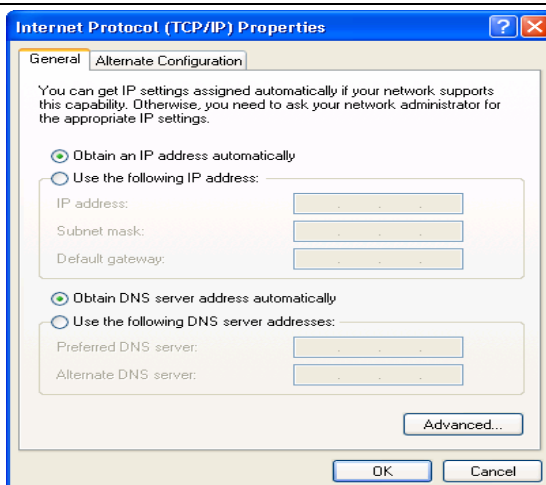 Internet Protocol (TCP/IP) Properties
General
Alternate Configuration
You can get IP settings assigned automatically if your network supports
this capability. Otherwise, you need to ask your network administrator for
the appropriate IP settings.
Obtain an IP address automatically
Use the following IP address:
IP address:
Subnet mask:
Default gateway:
Obtain DNS server address automatically
Use the following DNS server addresses:
Preferred DNS server:
Alternate DNS server:
Advanced...
OK
Cancel